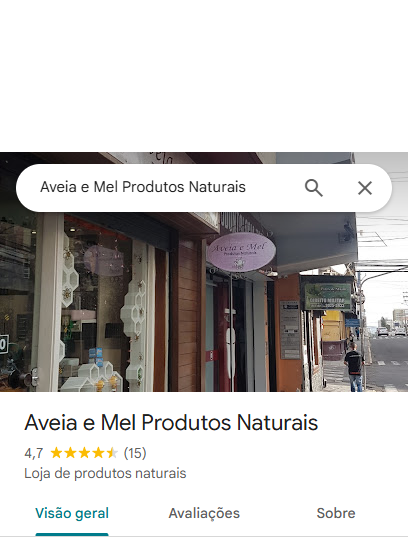 Aveia e Mel Produtos Naturais
Aveia e Mel
Produtos Naturais
Aveia e Mel Produtos Naturais
4,7 (15)
Loja de produtos naturais
Visão geral
Avaliações
Sobre